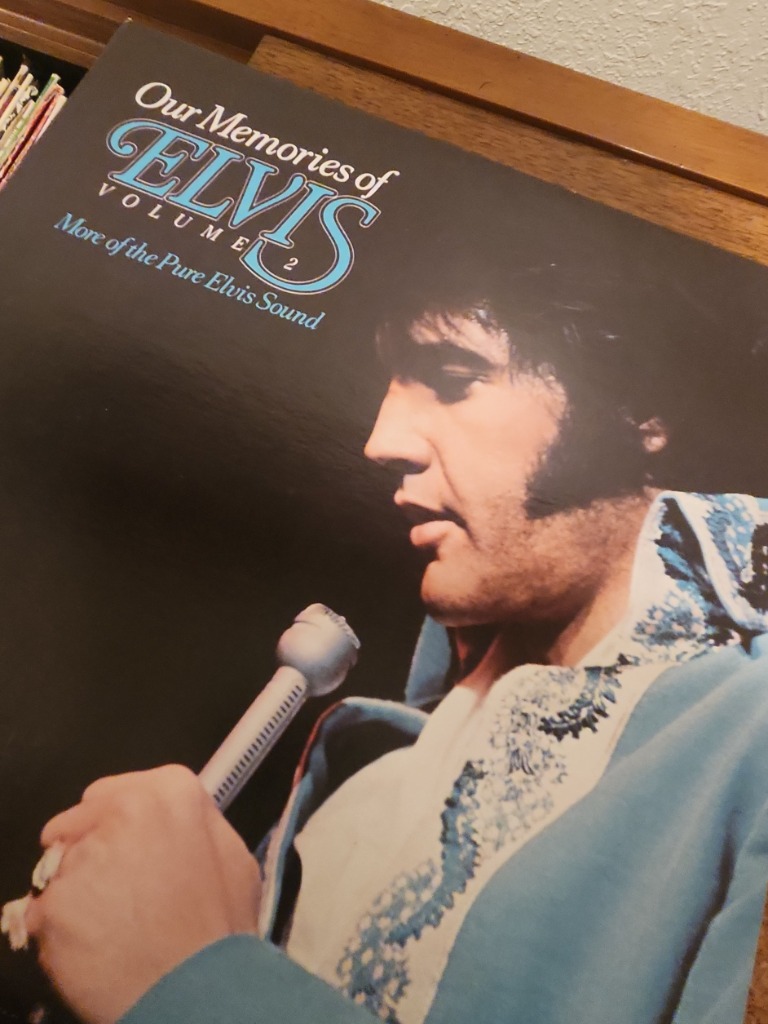 Our Memories of
ELVIS
VOLUME 2
More of the Pure Elvis Sound